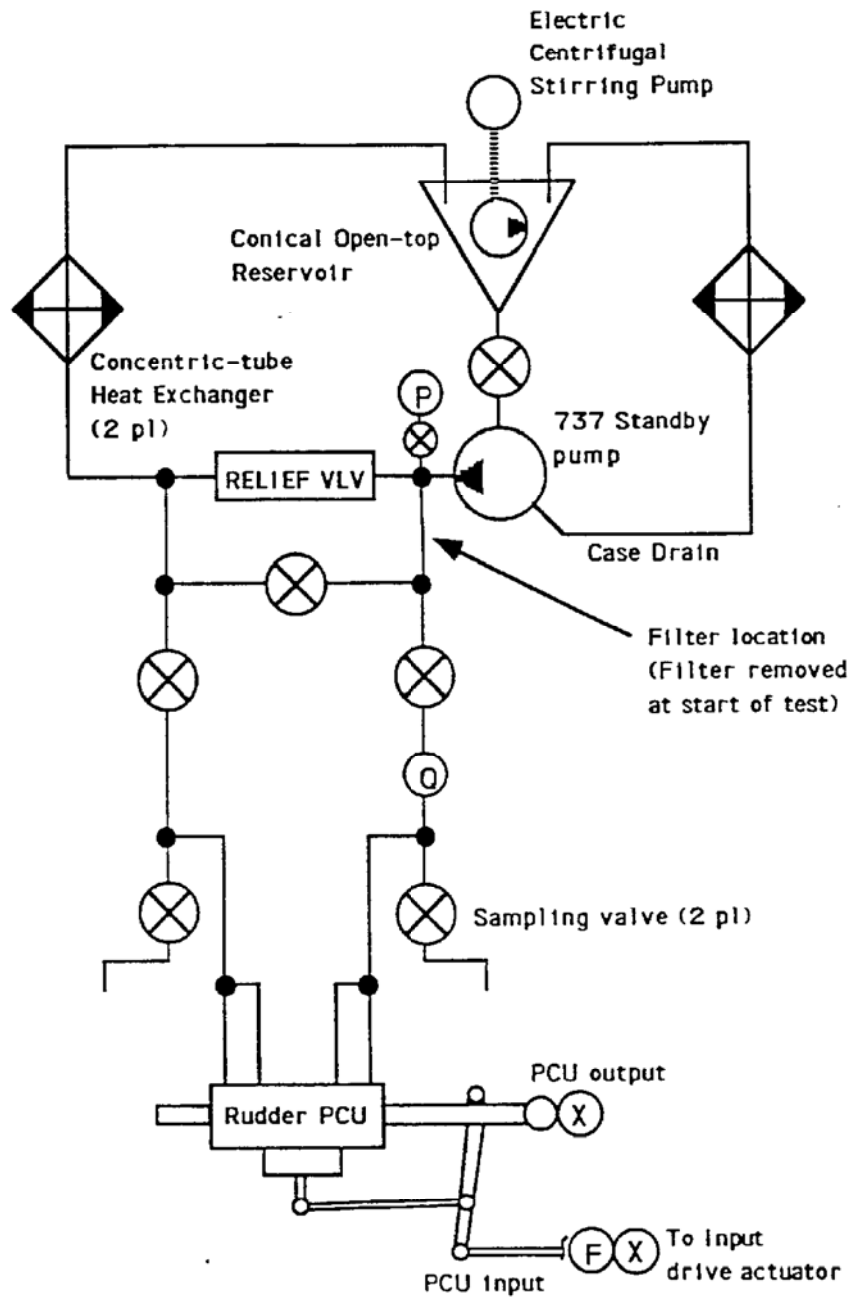 Electric
Centrifugal
Stirring Pump
Conical Open-top
Reservoir
Concentric-tube
Heat Exchanger
(2 pl)
P
737 Standby
pump
RELIEF VLV
Case Drain
Filter location
(Filter removed
at start of test)
Q
Sampling valve (2 pl)
PCU output
Rudder PCU
X
F
X
To input
drive actuator
PCU input